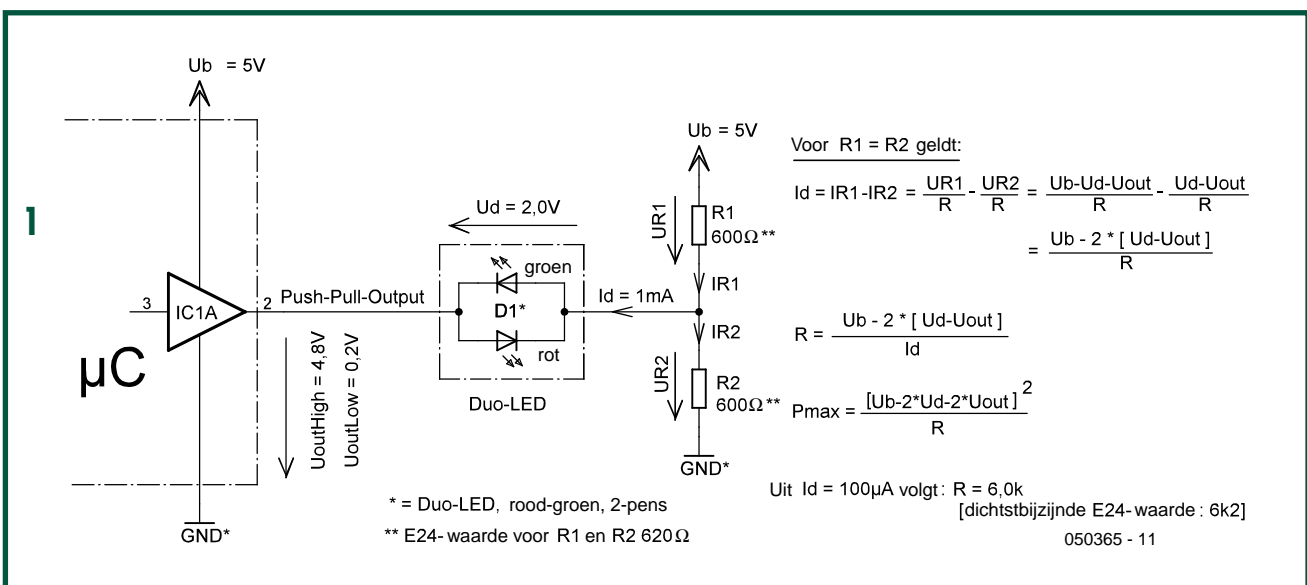 1
Ub = 5V
3
IC1A
2
µC
GND*
Push-Pull-Output
UoutHigh = 4,8V
UoutLow = 0,2V
Ud = 2,0V
groen
D1*
rot
Duo-LED
Id = 1mA
Ub = 5V
UR1
R1
600Ω**
IR1
IR2
UR2
R2
600Ω**
GND*
* = Duo-LED, rood-groen, 2-pens
** E24-waarde voor R1 en R2 620Ω
Voor R1 = R2 geldt:
Id = IR1-IR2 = UR1/R - UR2/R = Ub-Ud-Uout/R - Ud-Uout/R
= Ub - 2 * [ Ud-Uout ]/R
R = Ub - 2 * [ Ud-Uout ]/Id
Pmax = [Ub-2*Ud-2*Uout]²/R
Uit Id = 100µA volgt: R = 6,0k
[dichtstbijzijnde E24-waarde : 6k2]
050365 - 11